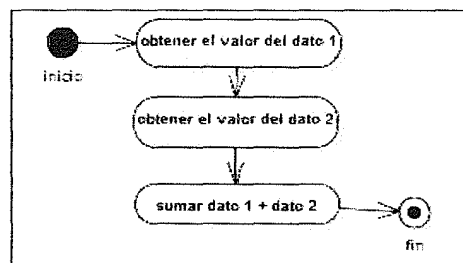 obtener el valor del dato 1
inicio
obtener el valor del dato 2
sumar dato 1 + dato 2
fin